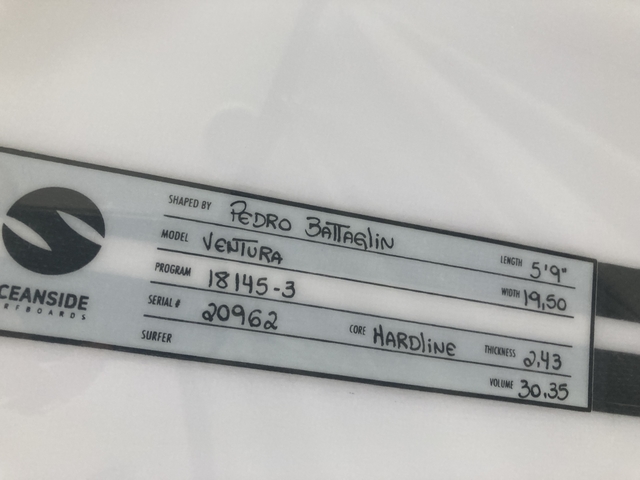 SHAPED BY PEDRO BATTAGLIN
MODEL VENTURA LENGTH 5'9"
PROGRAM 18145-3 WIDTH 19,50
SERIAL # 20962 CORE HARDLINE THICKNESS 2,43
SURFER VOLUME 30.35
CEANSIDE
RFBOARDS